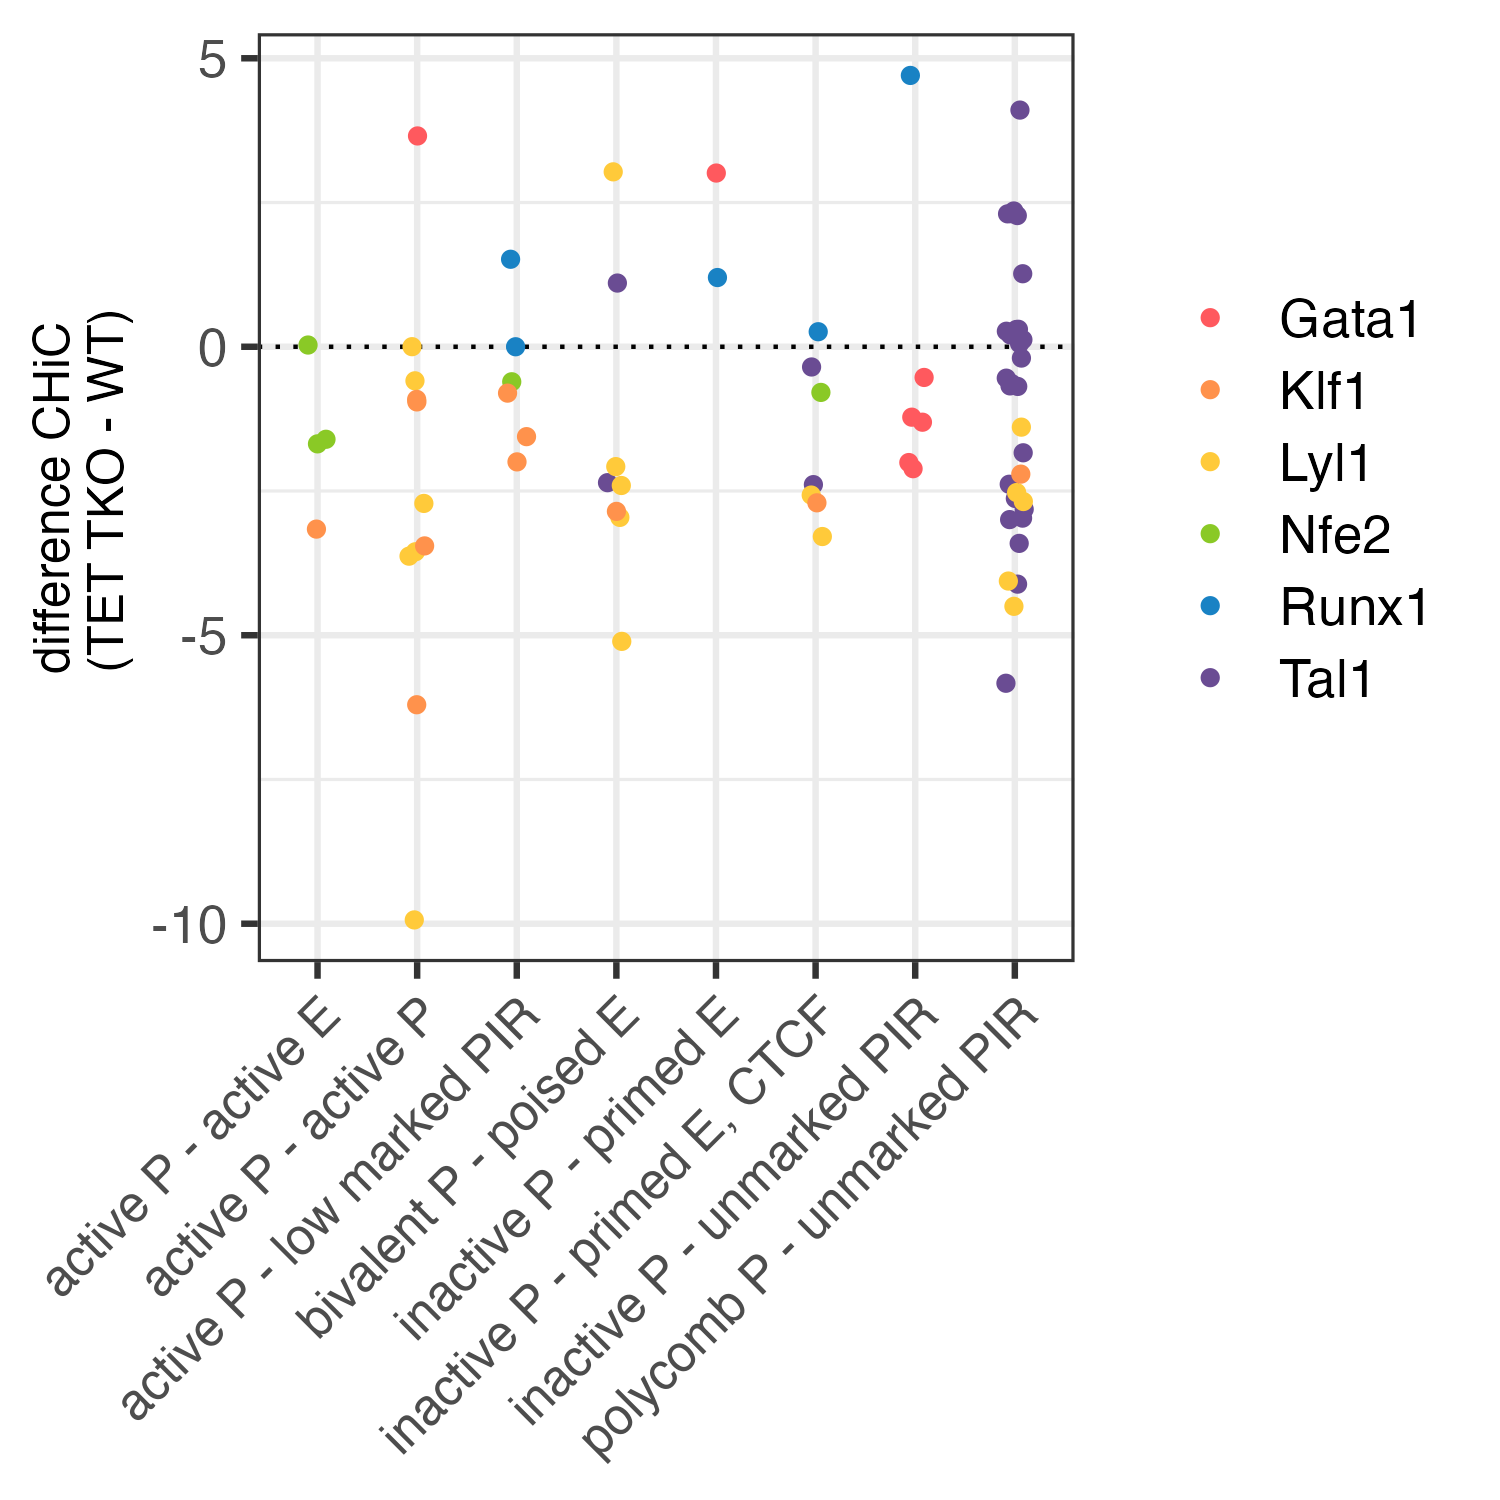 difference CHiC
(TET TKO - WT)
5
0
-5
-10
active P - active E
active P - active P
active P - low marked PIR
bivalent P - poised E
inactive P - primed E
inactive P - primed E, CTCF
inactive P - unmarked PIR
polycomb P - unmarked PIR
Gata1
Klf1
Lyl1
Nfe2
Runx1
Tal1